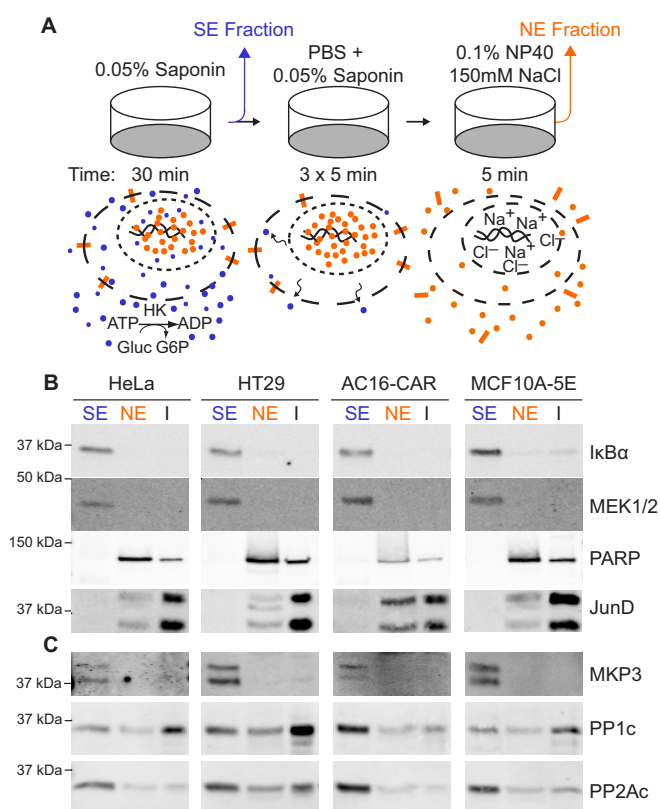 A
SE Fraction
NE Fraction
0.05% Saponin
PBS +
0.05% Saponin
0.1% NP40
150mM NaCl
Time: 30 min
3 x 5 min
5 min
HK
ATP ADP
Gluc G6P
Na+ Na+
Cl–
Cl– Na+
Cl–
B
HeLa HT29 AC16-CAR MCF10A-5E
SE NE I SE NE I SE NE I SE NE I
37 kDa
IκBα
50 kDa
MEK1/2
150 kDa
PARP
JunD
37 kDa
C
MKP3
37 kDa
37 kDa
PP1c
37 kDa
PP2Ac